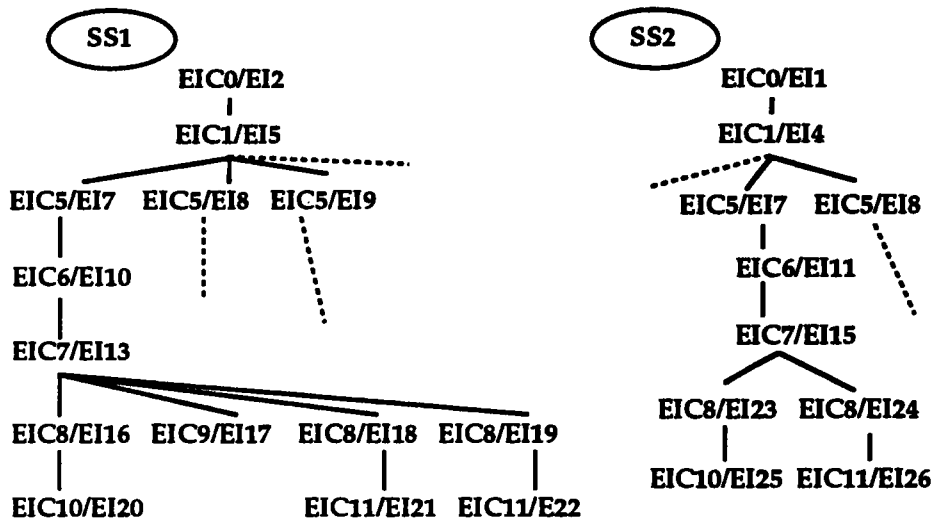 SS1
EIC0/EI2
EIC1/EI5
EIC5/EI7 EIC5/EI8 EIC5/EI9
EIC6/EI10
EIC7/EI13
EIC8/EI16 EIC9/EI17 EIC8/EI18 EIC8/EI19
EIC10/EI20 EIC11/EI21 EIC11/E22
SS2
EIC0/EI1
EIC1/EI4
EIC5/EI7 EIC5/EI8
EIC6/EI11
EIC7/EI15
EIC8/EI23 EIC8/EI24
EIC10/EI25 EIC11/EI26